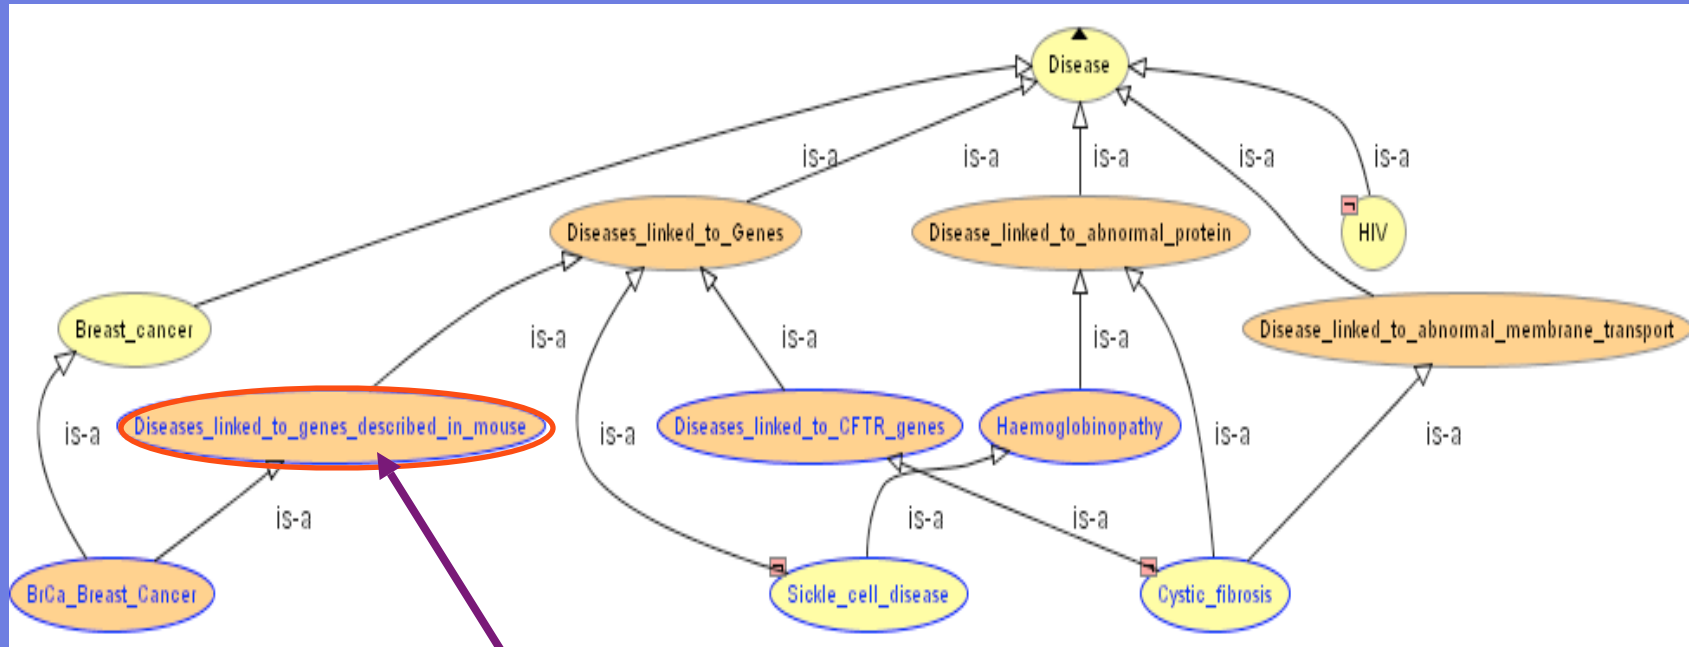 Disease
is-a
is-a
is-a
is-a
is-a
Diseases_linked_to_Genes
Disease_linked_to_abnormal_protein
HIV
Breast_cancer
is-a
is-a
is-a
Disease_linked_to_abnormal_membrane_transport
is-a
Diseases_linked_to_genes_described_in_mouse
is-a
Diseases_linked_to_CFTR_genes
Haemoglobinopathy
is-a
is-a
is-a
is-a
is-a
BrCa_Breast_Cancer
Sickle_cell_disease
Cystic_fibrosis